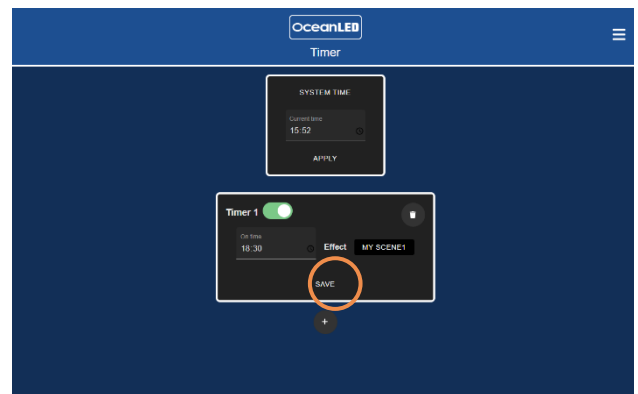 OceanLED
Timer
SYSTEM TIME
Current time
15:52
APPLY
Timer 1
On time
18:30
Effect MY SCENE1
SAVE
+